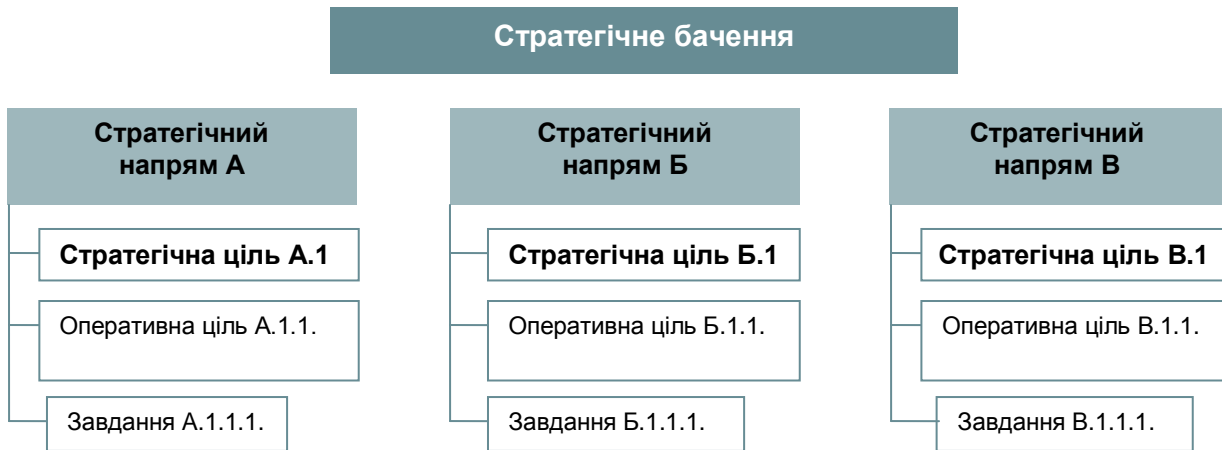 Стратегічне бачення
Стратегічний
напрям А
Стратегічний
напрям Б
Стратегічний
напрям В
Стратегічна ціль А.1
Стратегічна ціль Б.1
Стратегічна ціль В.1
Оперативна ціль А.1.1.
Оперативна ціль Б.1.1.
Оперативна ціль В.1.1.
Завдання А.1.1.1.
Завдання Б.1.1.1.
Завдання В.1.1.1.